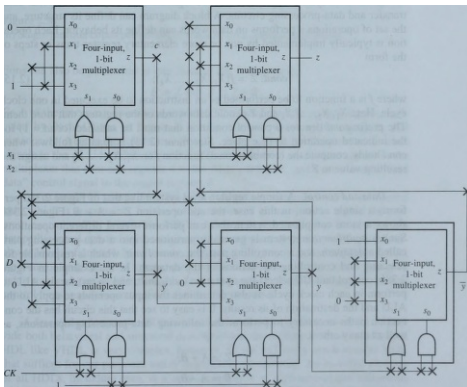 0
x0
x1
x2
x3
1
Four-input,
1-bit
multiplexer
z
c
s1
s0
x0
x1
x2
x3
Four-input,
1-bit
multiplexer
z
z
s1
s0
x1
x2
D
0
x0
x1
x2
x3
Four-input,
1-bit
multiplexer
z
y'
s1
s0
0
x0
x1
x2
x3
Four-input,
1-bit
multiplexer
z
y
s1
s0
1
0
x0
x1
x2
x3
Four-input,
1-bit
multiplexer
z
y̅
s1
s0
CK
1